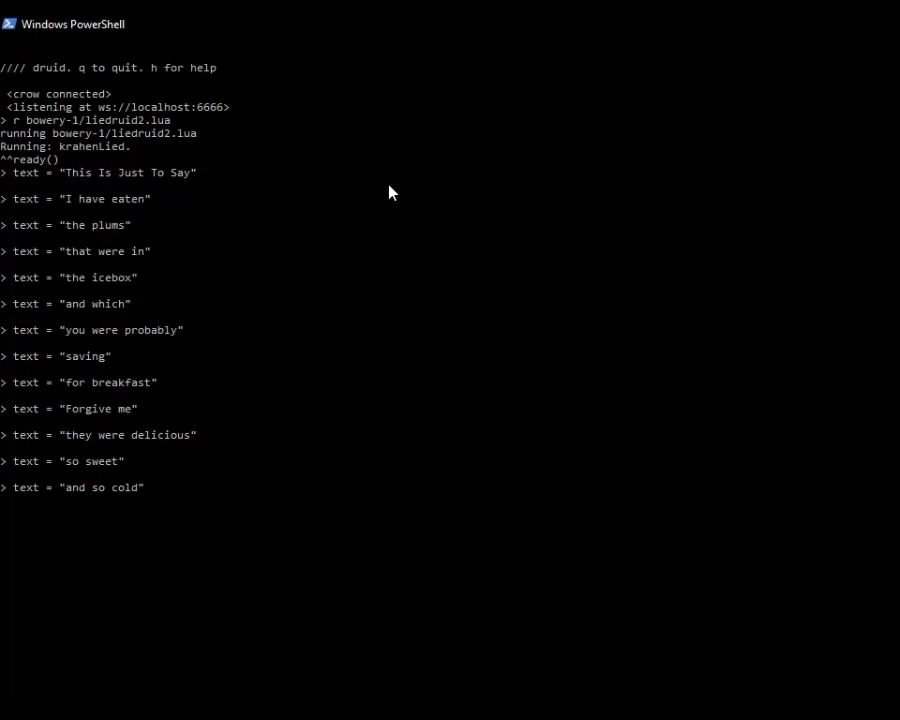 Windows PowerShell
//// druid. q to quit. h for help
<crow connected>
<listening at ws://localhost:6666>
> r bowery-1/liedruid2.lua
running bowery-1/liedruid2.lua
Running: krahenLied.
^^ready()
> text = "This Is Just To Say"
> text = "I have eaten"
> text = "the plums"
> text = "that were in"
> text = "the icebox"
> text = "and which"
> text = "you were probably"
> text = "saving"
> text = "for breakfast"
> text = "Forgive me"
> text = "they were delicious"
> text = "so sweet"
> text = "and so cold"